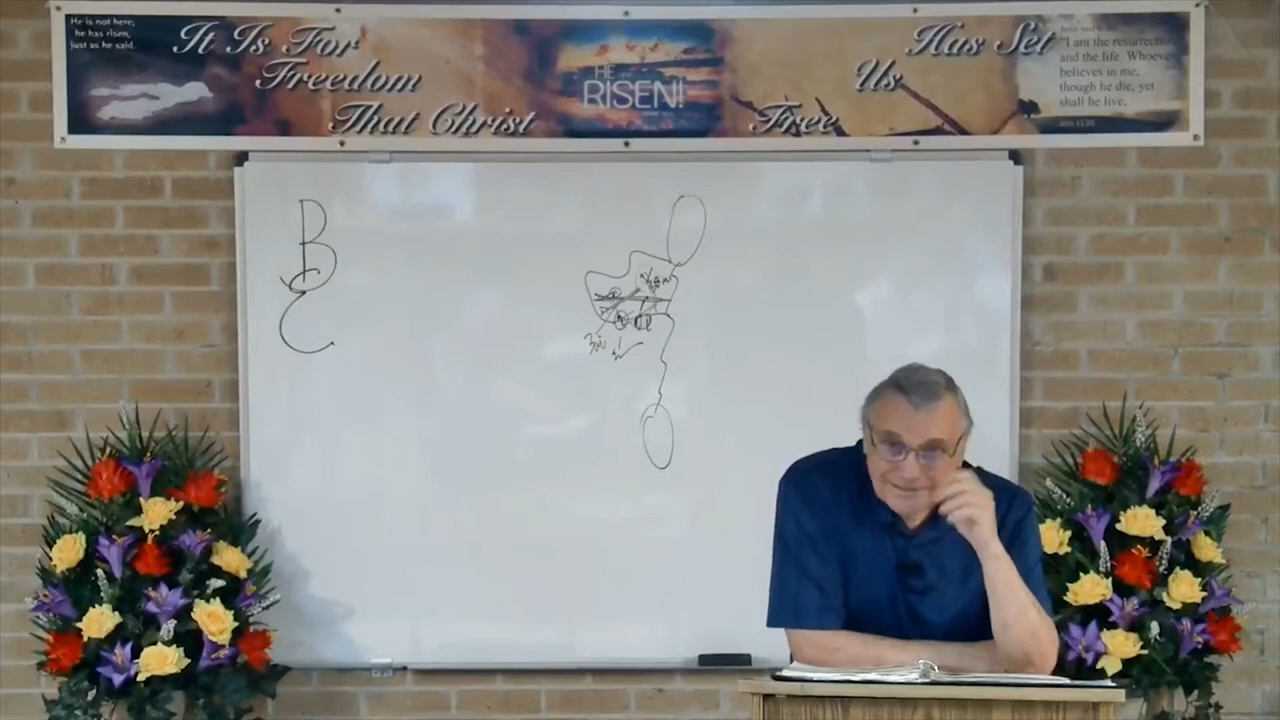 He is not here;
he has risen,
just as he said.
It Is For
Freedom
That Christ
HE
RISEN!
Has Set
Us
Free
"I am the resurrection
and the life. Whoever
believes in me,
though he die, yet
shall he live,
B
C